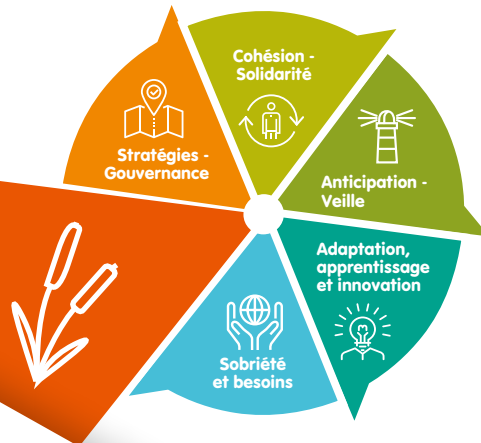 Cohésion -
Solidarité
Stratégies -
Gouvernance
Anticipation -
Veille
Adaptation,
apprentissage
et innovation
Sobriété
et besoins